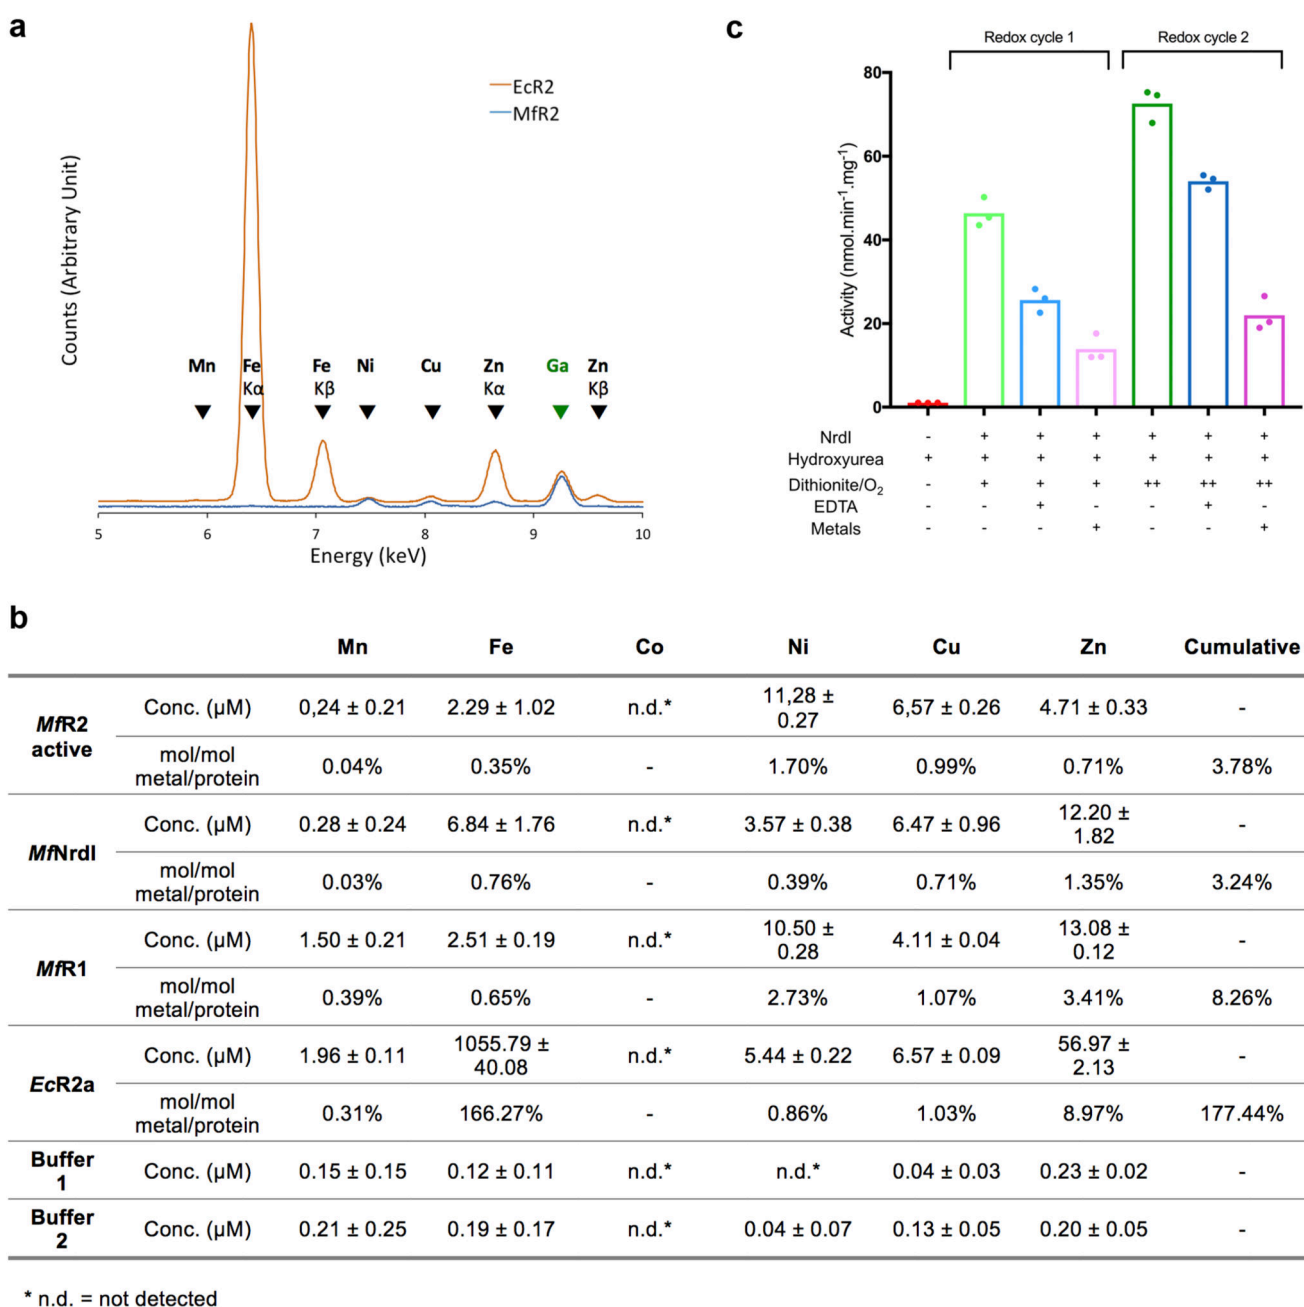 a
Counts (Arbitrary Unit)
EcR2
MfR2
Mn Fe Fe Ni Cu Zn Ga Zn
Kα Kβ Kα Kβ
5 6 7 8 9 10
Energy (keV)
c
Redox cycle 1 Redox cycle 2
Activity (nmol.min⁻¹.mg⁻¹)
80
60
40
20
0
NrdI - + + + + + +
Hydroxyurea + + + + + + +
Dithionite/O₂ - + + + ++ ++ ++
EDTA - - + - - + -
Metals - - - + - - +
b
Mn Fe Co Ni Cu Zn Cumulative
MfR2 active
Conc. (µM) 0,24 ± 0.21 2.29 ± 1.02 n.d.* 11,28 ± 0.27 6,57 ± 0.26 4.71 ± 0.33 -
mol/mol metal/protein 0.04% 0.35% - 1.70% 0.99% 0.71% 3.78%
MfNrdI
Conc. (µM) 0.28 ± 0.24 6.84 ± 1.76 n.d.* 3.57 ± 0.38 6.47 ± 0.96 12.20 ± 1.82 -
mol/mol metal/protein 0.03% 0.76% - 0.39% 0.71% 1.35% 3.24%
MfR1
Conc. (µM) 1.50 ± 0.21 2.51 ± 0.19 n.d.* 10.50 ± 0.28 4.11 ± 0.04 13.08 ± 0.12 -
mol/mol metal/protein 0.39% 0.65% - 2.73% 1.07% 3.41% 8.26%
EcR2a
Conc. (µM) 1.96 ± 0.11 1055.79 ± 40.08 n.d.* 5.44 ± 0.22 6.57 ± 0.09 56.97 ± 2.13 -
mol/mol metal/protein 0.31% 166.27% - 0.86% 1.03% 8.97% 177.44%
Buffer 1 Conc. (µM) 0.15 ± 0.15 0.12 ± 0.11 n.d.* n.d.* 0.04 ± 0.03 0.23 ± 0.02 -
Buffer 2 Conc. (µM) 0.21 ± 0.25 0.19 ± 0.17 n.d.* 0.04 ± 0.07 0.13 ± 0.05 0.20 ± 0.05 -
* n.d. = not detected